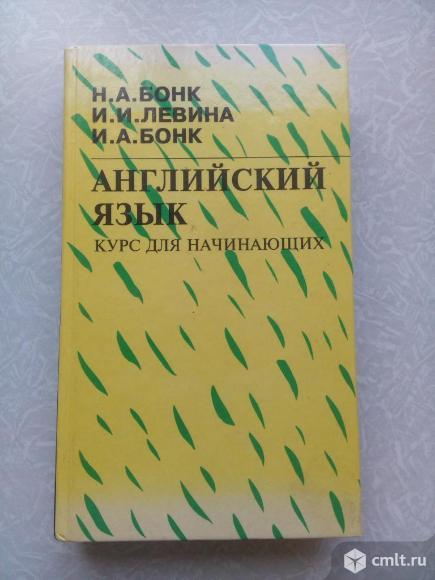 Н.А.БОНК
И.И.ЛЕВИНА
И.А.БОНК
АНГЛИЙСКИЙ
ЯЗЫК
КУРС ДЛЯ НАЧИНАЮЩИХ
cmlt.ru